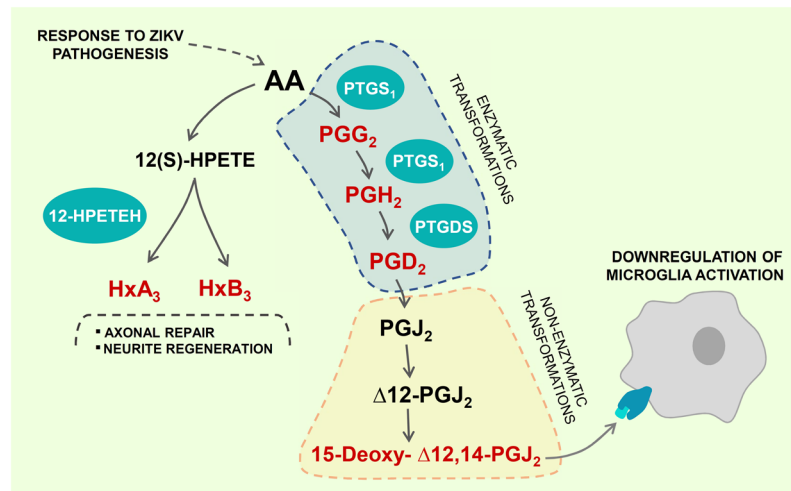 RESPONSE TO ZIKV
PATHOGENESIS
AA
PTGS₁
ENZYMATIC
TRANSFORMATIONS
PGG₂
12(S)-HPETE
PTGS₁
PGH₂
12-HPETEH
PTGDS
PGD₂
HxA₃
HxB₃
▪ AXONAL REPAIR
▪ NEURITE REGENERATION
DOWNREGULATION OF
MICROGLIA ACTIVATION
NON-ENZYMATIC
TRANSFORMATIONS
PGJ₂
Δ12-PGJ₂
15-Deoxy- Δ12,14-PGJ₂